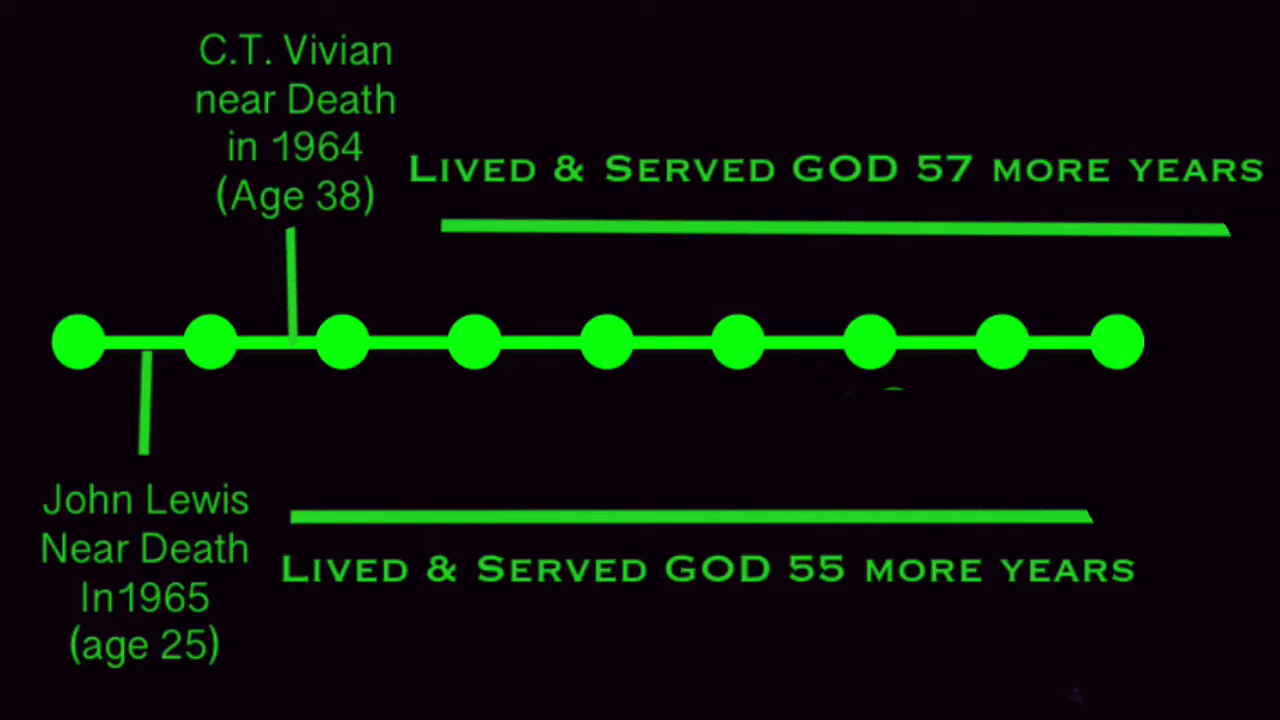 C.T. Vivian
near Death
in 1964
(Age 38)
LIVED & SERVED GOD 57 MORE YEARS
John Lewis
Near Death
In1965
(age 25)
LIVED & SERVED GOD 55 MORE YEARS